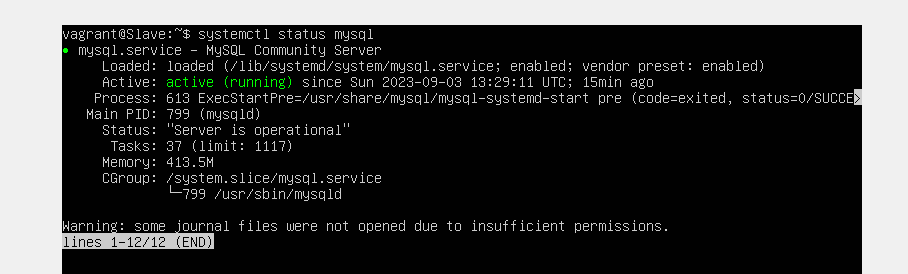 vagrant@Slave:~$ systemctl status mysql
● mysql.service - MySQL Community Server
Loaded: loaded (/lib/systemd/system/mysql.service; enabled; vendor preset: enabled)
Active: active (running) since Sun 2023-09-03 13:29:11 UTC; 15min ago
Process: 613 ExecStartPre=/usr/share/mysql/mysql-systemd-start pre (code=exited, status=0/SUCCE>
Main PID: 799 (mysqld)
Status: "Server is operational"
Tasks: 37 (limit: 1117)
Memory: 413.5M
CGroup: /system.slice/mysql.service
└─799 /usr/sbin/mysqld
Warning: some journal files were not opened due to insufficient permissions.
lines 1-12/12 (END)